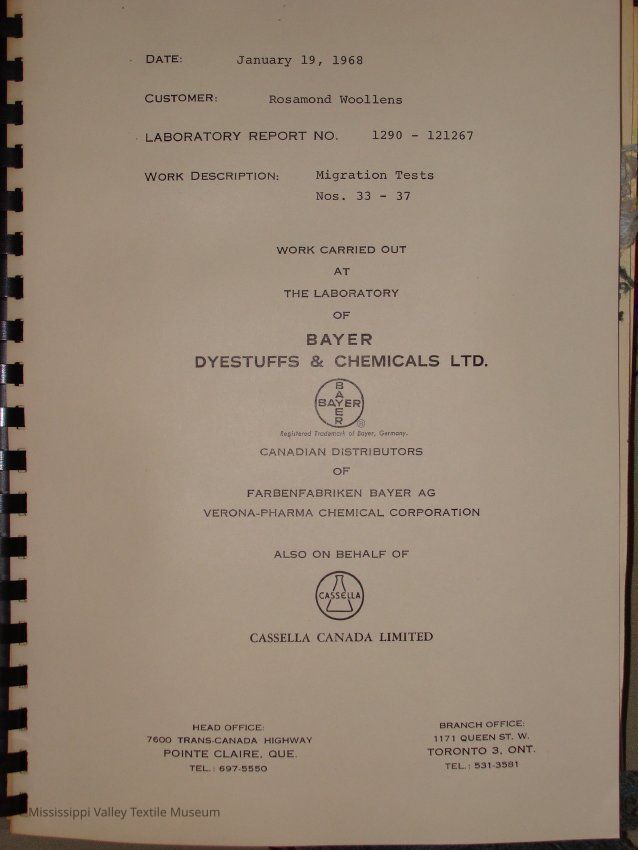 DATE: January 19, 1968
CUSTOMER: Rosamond Woollens
LABORATORY REPORT NO. 1290 - 121267
WORK DESCRIPTION: Migration Tests
Nos. 33 - 37
WORK CARRIED OUT
AT
THE LABORATORY
OF
BAYER
DYESTUFFS & CHEMICALS LTD.
BAYER
BAYER
®
Registered Trademark of Bayer, Germany.
CANADIAN DISTRIBUTORS
OF
FARBENFABRIKEN BAYER AG
VERONA-PHARMA CHEMICAL CORPORATION
ALSO ON BEHALF OF
CASSELLA
CASSELLA CANADA LIMITED
HEAD OFFICE:
7600 TRANS-CANADA HIGHWAY
POINTE CLAIRE, QUE.
TEL.: 697-5550
BRANCH OFFICE:
1171 QUEEN ST. W.
TORONTO 3, ONT.
TEL.: 531-3581
©Mississippi Valley Textile Museum